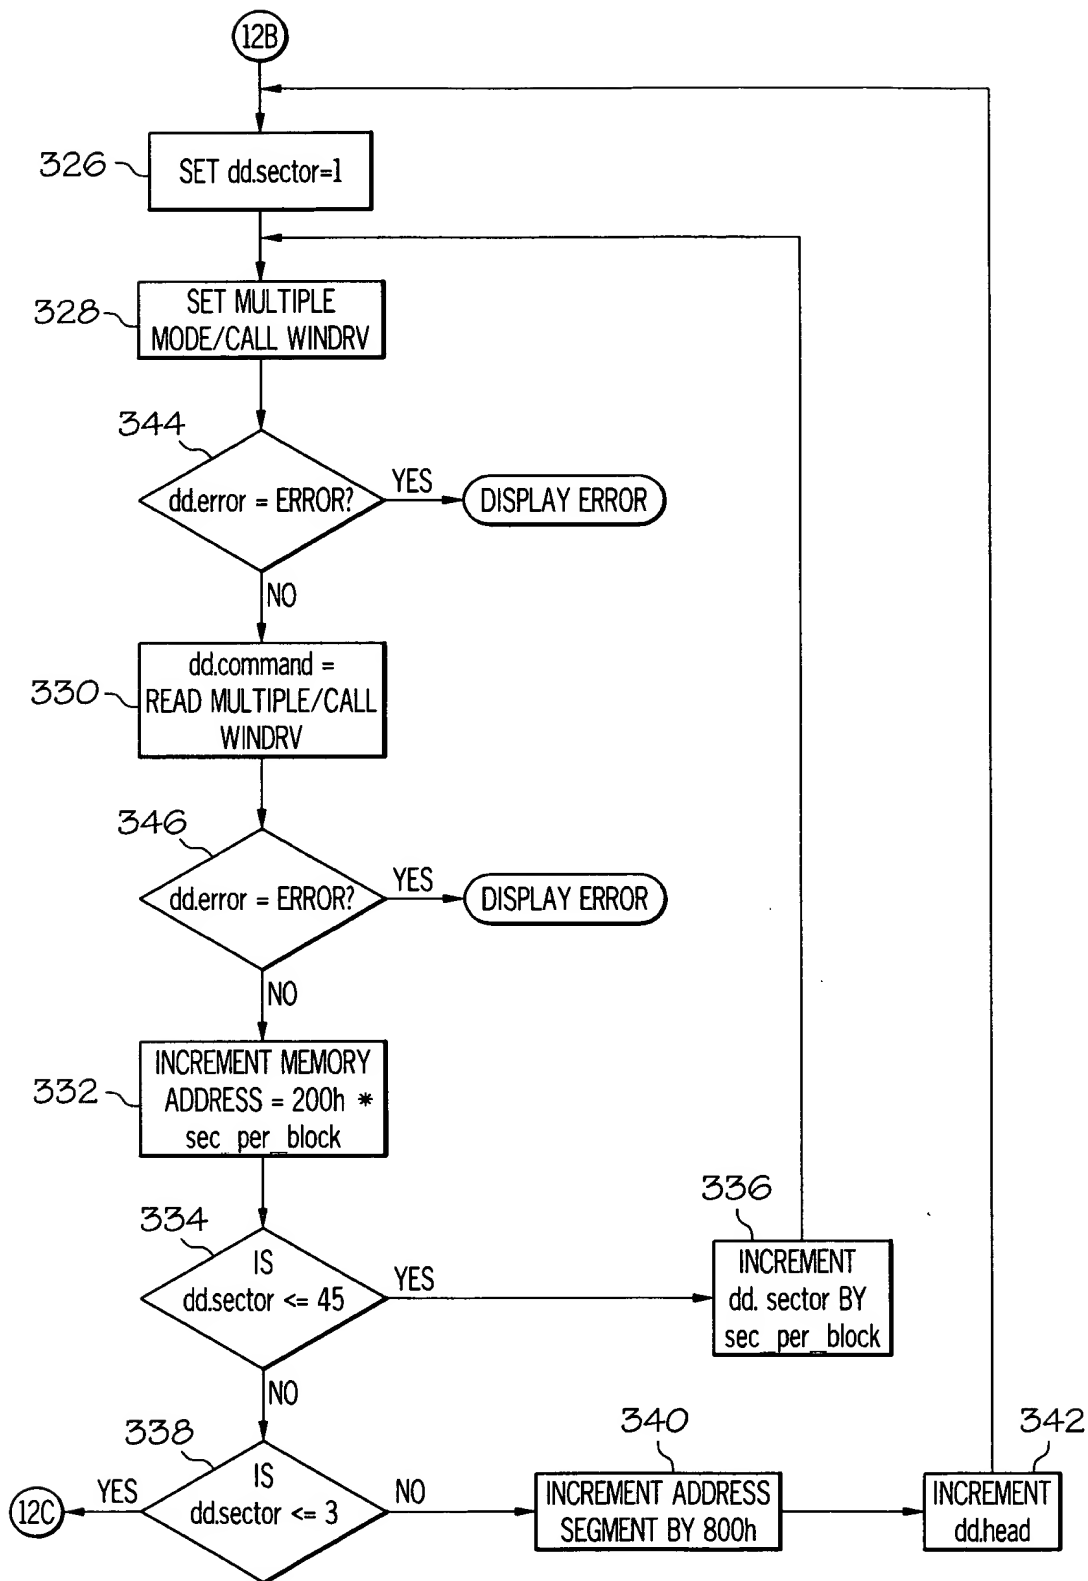 12B
326
SET dd.sector=1
328
SET MULTIPLE
MODE/CALL WINDRV
344
dd.error = ERROR?
YES
DISPLAY ERROR
NO
330
dd.command =
READ MULTIPLE/CALL
WINDRV
346
dd.error = ERROR?
YES
DISPLAY ERROR
NO
332
INCREMENT MEMORY
ADDRESS = 200h *
sec_per_block
334
IS
dd.sector <= 45
YES
336
INCREMENT
dd. sector BY
sec_per_block
NO
338
IS
dd.sector <= 3
YES
12C
NO
340
INCREMENT ADDRESS
SEGMENT BY 800h
342
INCREMENT
dd.head